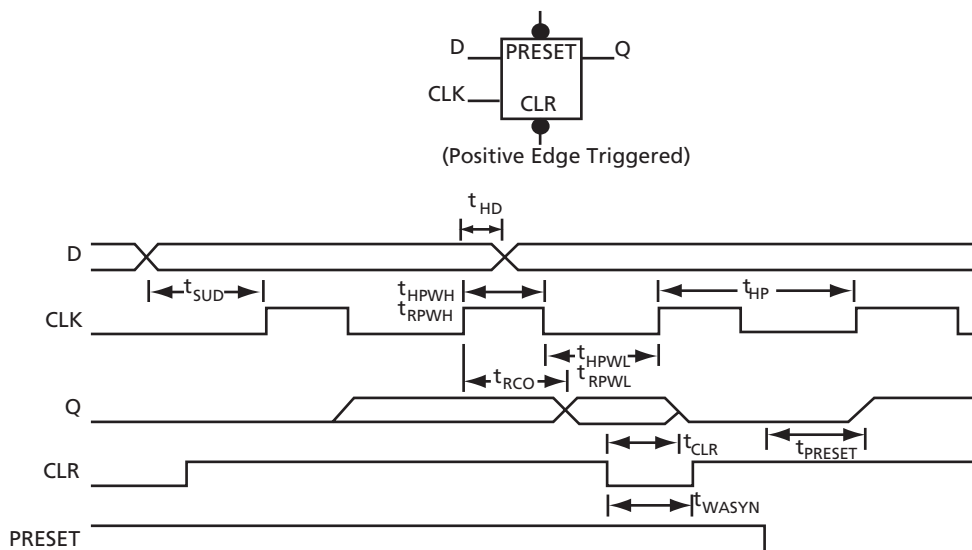 D
PRESET
Q
CLK
CLR
(Positive Edge Triggered)
tHD
D
tSUD
tHPWH
tRPWH
tHP
CLK
tRCO
tHPWL
tRPWL
Q
tCLR
tPRESET
CLR
tWASYN
PRESET